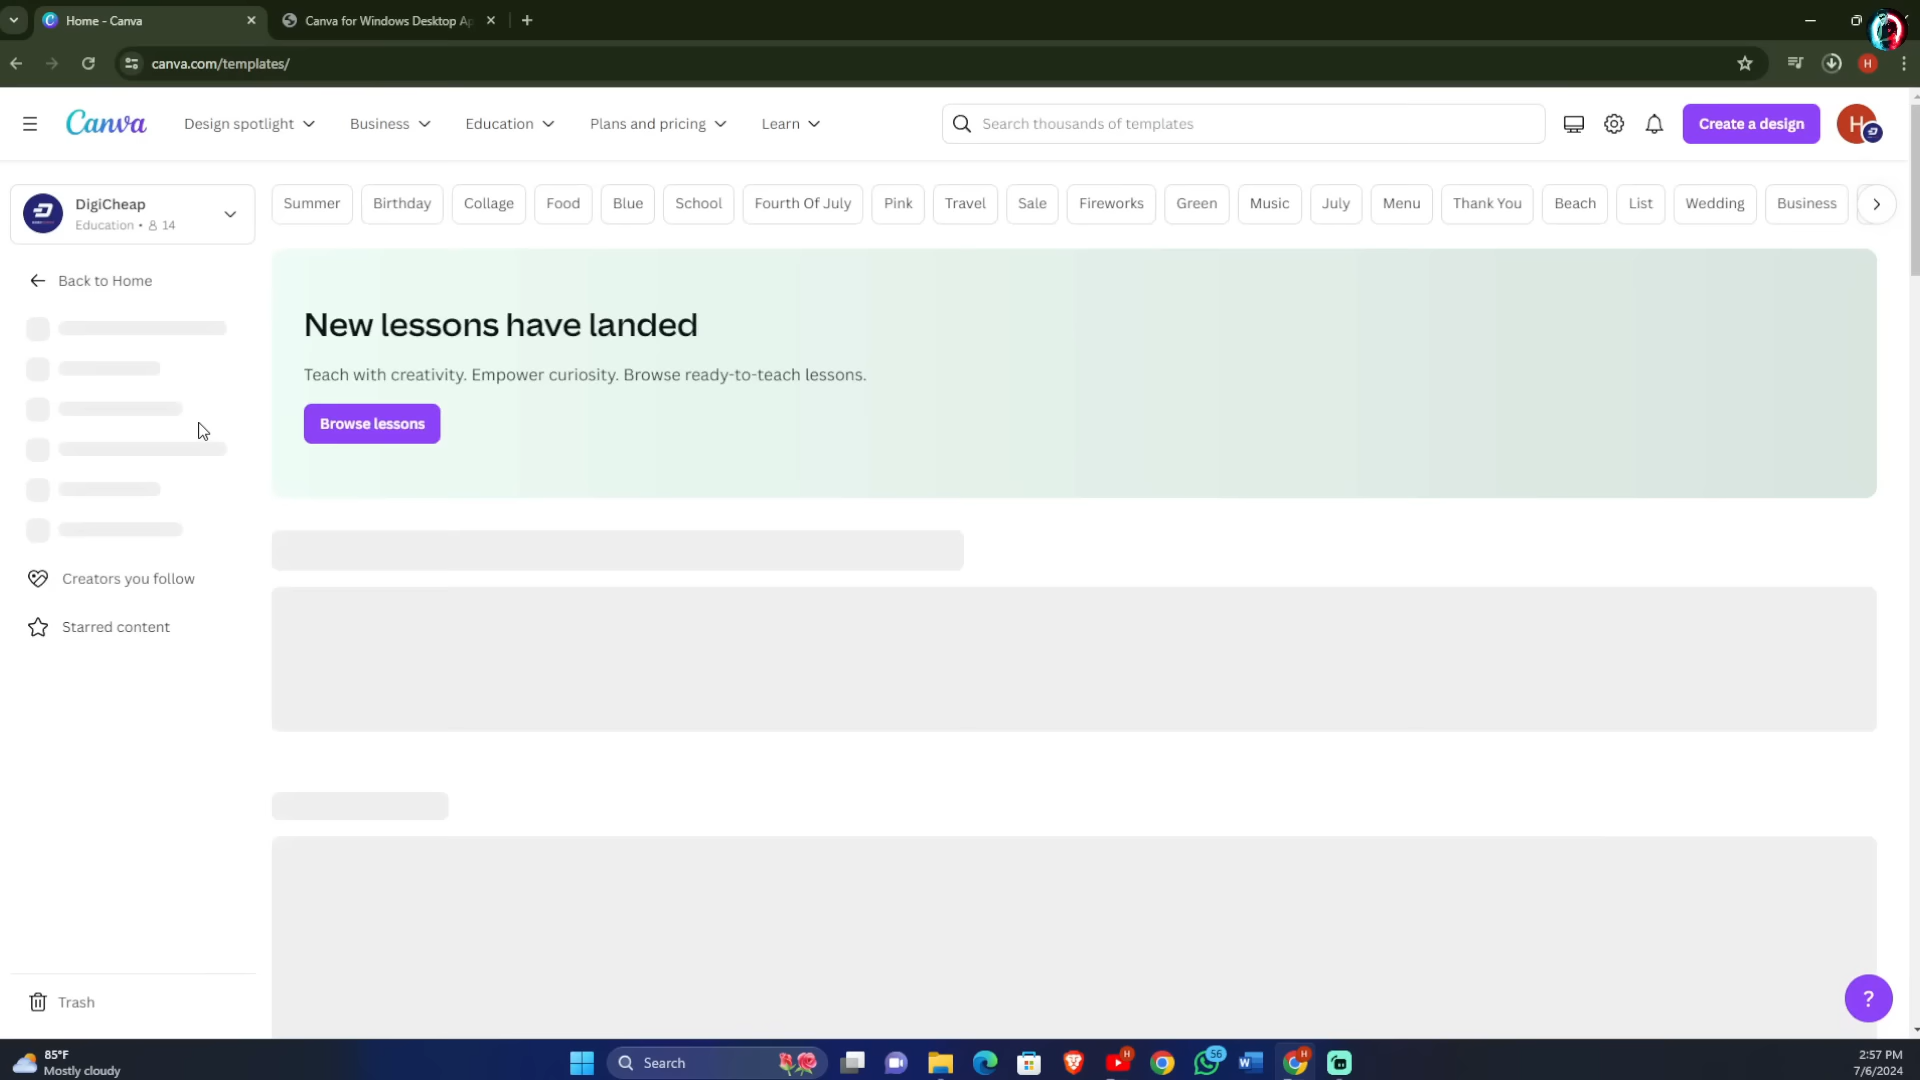 Home - Canva
Canva for Windows Desktop Ap
canva.com/templates/
H
Canva
Design spotlight
Business
Education
Plans and pricing
Learn
Search thousands of templates
Create a design
H
DigiCheap
Education • 14
Summer
Birthday
Collage
Food
Blue
School
Fourth Of July
Pink
Travel
Sale
Fireworks
Green
Music
July
Menu
Thank You
Beach
List
Wedding
Business
Back to Home
New lessons have landed
Teach with creativity. Empower curiosity. Browse ready-to-teach lessons.
Browse lessons
Creators you follow
Starred content
Trash
?
85°F
Mostly cloudy
Search
H
56
H
2:57 PM
7/6/2024